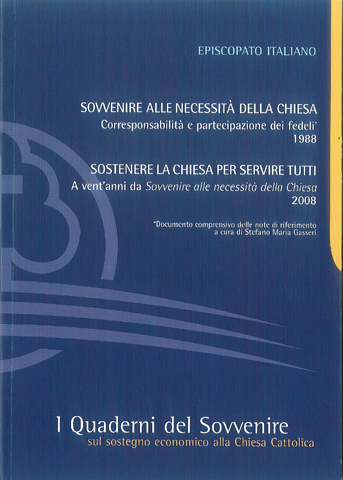 EPISCOPATO ITALIANO
SOVVENIRE ALLE NECESSITÀ DELLA CHIESA
Corresponsabilità e partecipazione dei fedeli*
1988
SOSTENERE LA CHIESA PER SERVIRE TUTTI
A vent'anni da Sovvenire alle necessità della Chiesa
2008
*Documento comprensivo delle note di riferimento
a cura di Stefano Maria Gasseri
I Quaderni del Sovvenire
sul sostegno economico alla Chiesa Cattolica